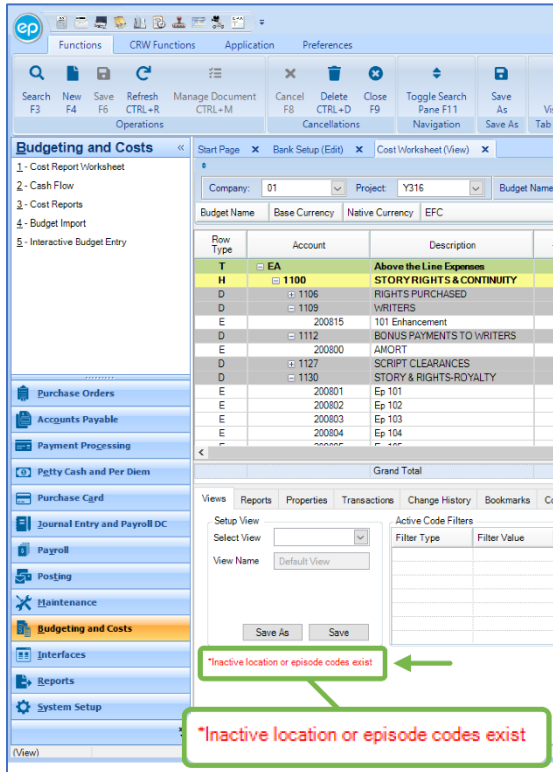 ep
Functions CRW Functions Application Preferences
Search New Save Refresh Manage Document Cancel Delete Close Toggle Search Save
F3 F4 F6 CTRL+R CTRL+M F8 CTRL+D F9 Pane F11 As Vi
Operations Cancellations Navigation Save As Tab
Budgeting and Costs « Start Page X Bank Setup (Edit) X Cost Worksheet (View) X
1 - Cost Report Worksheet
2 - Cash Flow
3 - Cost Reports
4 - Budget Import
5 - Interactive Budget Entry
Company: 01 Project: Y316 Budget Name
Budget Name Base Currency Native Currency EFC
Row Type Account Description
T EA Above the Line Expenses
H 1100 STORY RIGHTS & CONTINUITY
D 1106 RIGHTS PURCHASED
D 1109 WRITERS
E 200815 101 Enhancement
D 1112 BONUS PAYMENTS TO WRITERS
E 200800 AMORT
D 1127 SCRIPT CLEARANCES
D 1130 STORY & RIGHTS-ROYALTY
E 200801 Ep 101
E 200802 Ep 102
E 200803 Ep 103
E 200804 Ep 104
Grand Total
Purchase Orders
Accounts Payable
Payment Processing
Petty Cash and Per Diem
Purchase Card
Journal Entry and Payroll DC
Payroll
Posting
Maintenance
Budgeting and Costs
Interfaces
Reports
System Setup
(View)
Views Reports Properties Transactions Change History Bookmarks Co
Setup View Active Code Filters
Select View Filter Type Filter Value
View Name Default View
Save As Save
*Inactive location or episode codes exist
*Inactive location or episode codes exist